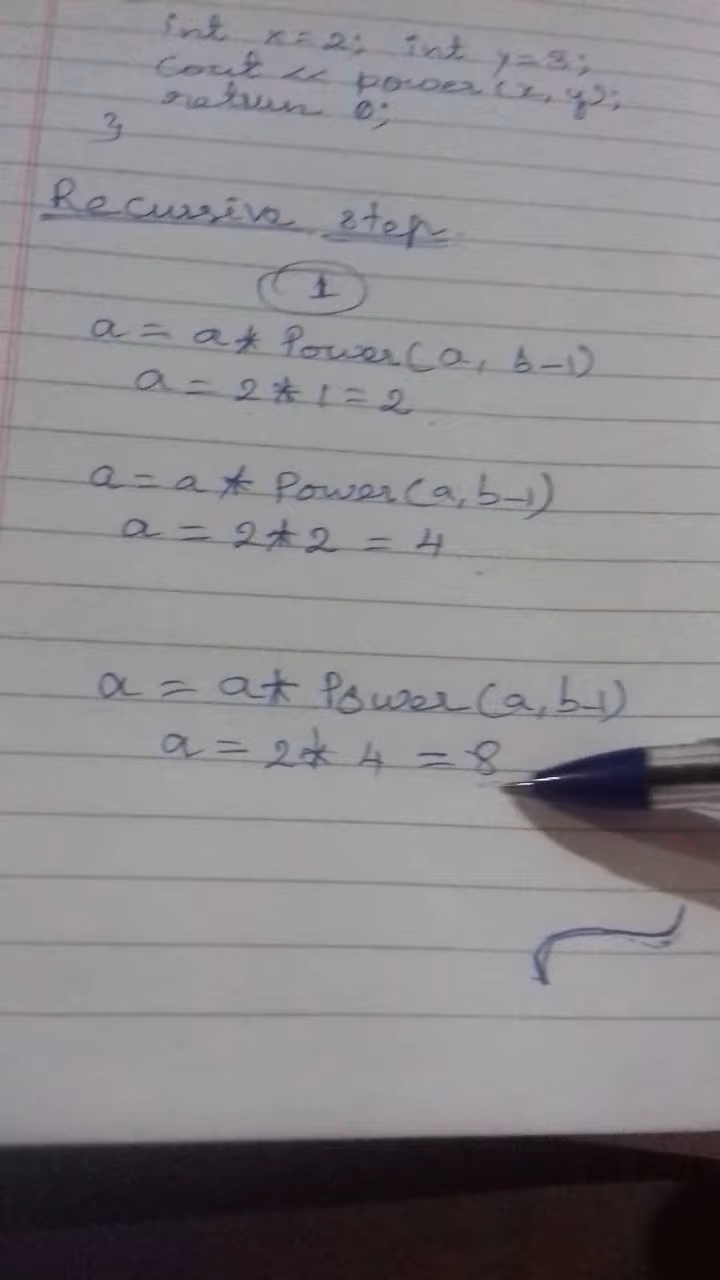 int x=2; int y=3;
cout << power(x, y);
return 0;
}
Recursive step
1
a = a * Power(a, b-1)
a = 2 * 1 = 2
a = a * Power(a, b-1)
a = 2 * 2 = 4
a = a * Power(a, b-1)
a = 2 * 4 = 8